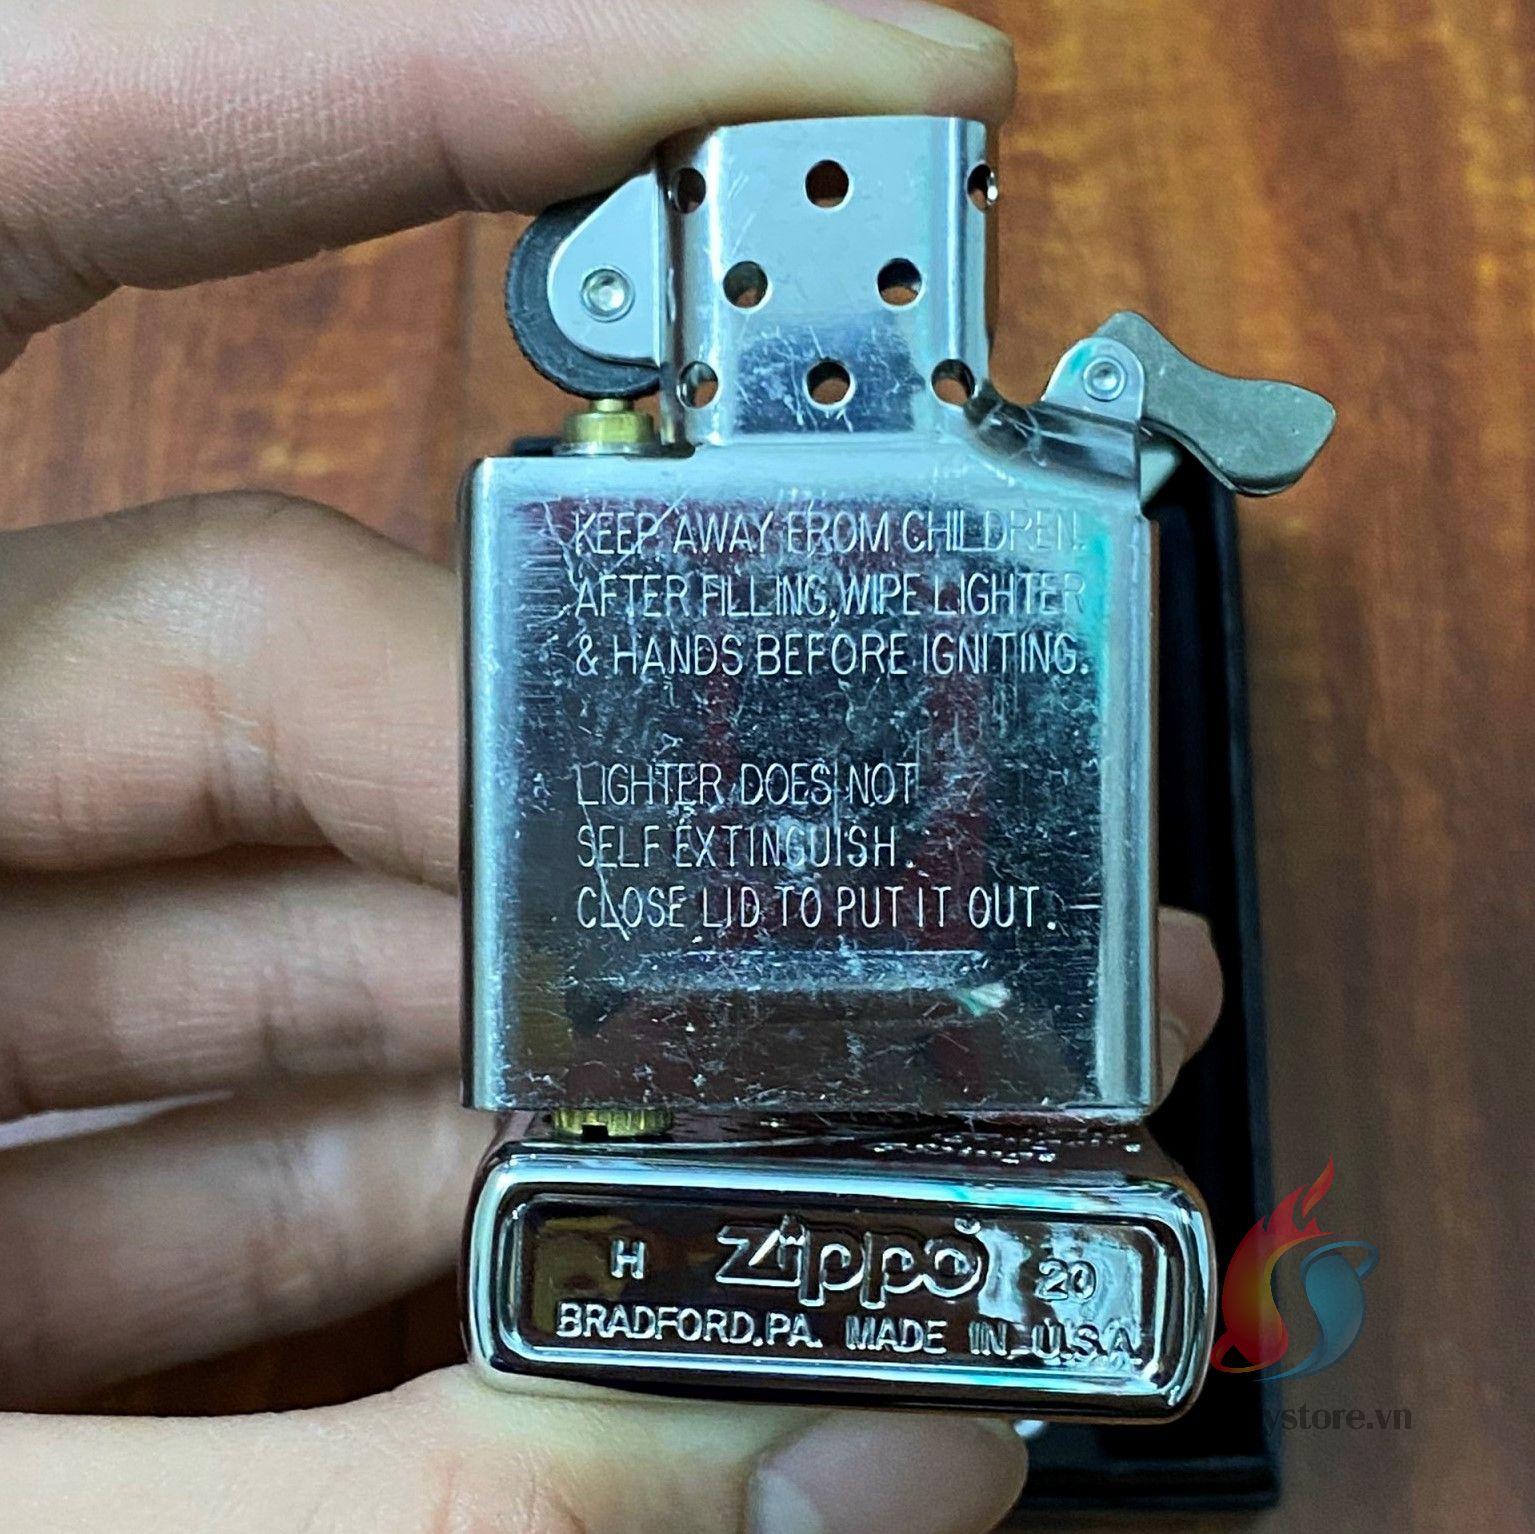 KEEP AWAY FROM CHILDREN.
AFTER FILLING, WIPE LIGHTER
& HANDS BEFORE IGNITING.
LIGHTER DOES NOT
SELF EXTINGUISH.
CLOSE LID TO PUT IT OUT.
H zippo 20
BRADFORD, PA. MADE IN U.S.A.